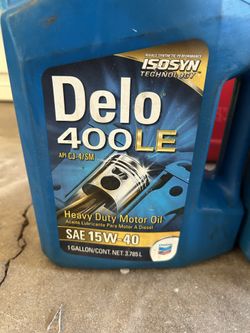 ISOSYN
TECHNOLOGY
Delo
400LE
API CJ-4/SM
Heavy Duty Motor Oil
Aceite Lubricante Para Motor A Diesel
SAE 15W-40
1 GALLON/CONT. NET. 3.785 L
Chevron